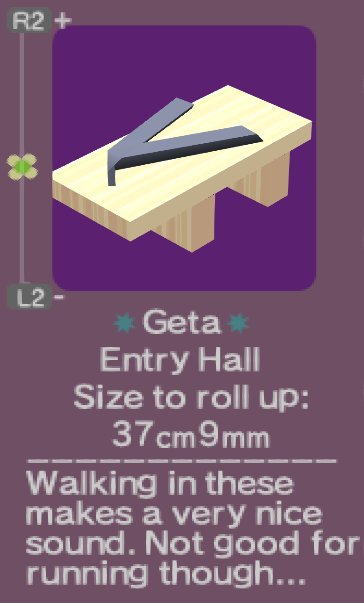 R2 +
L2 -
Geta
Entry Hall
Size to roll up:
37cm9mm
Walking in these
makes a very nice
sound. Not good for
running though...